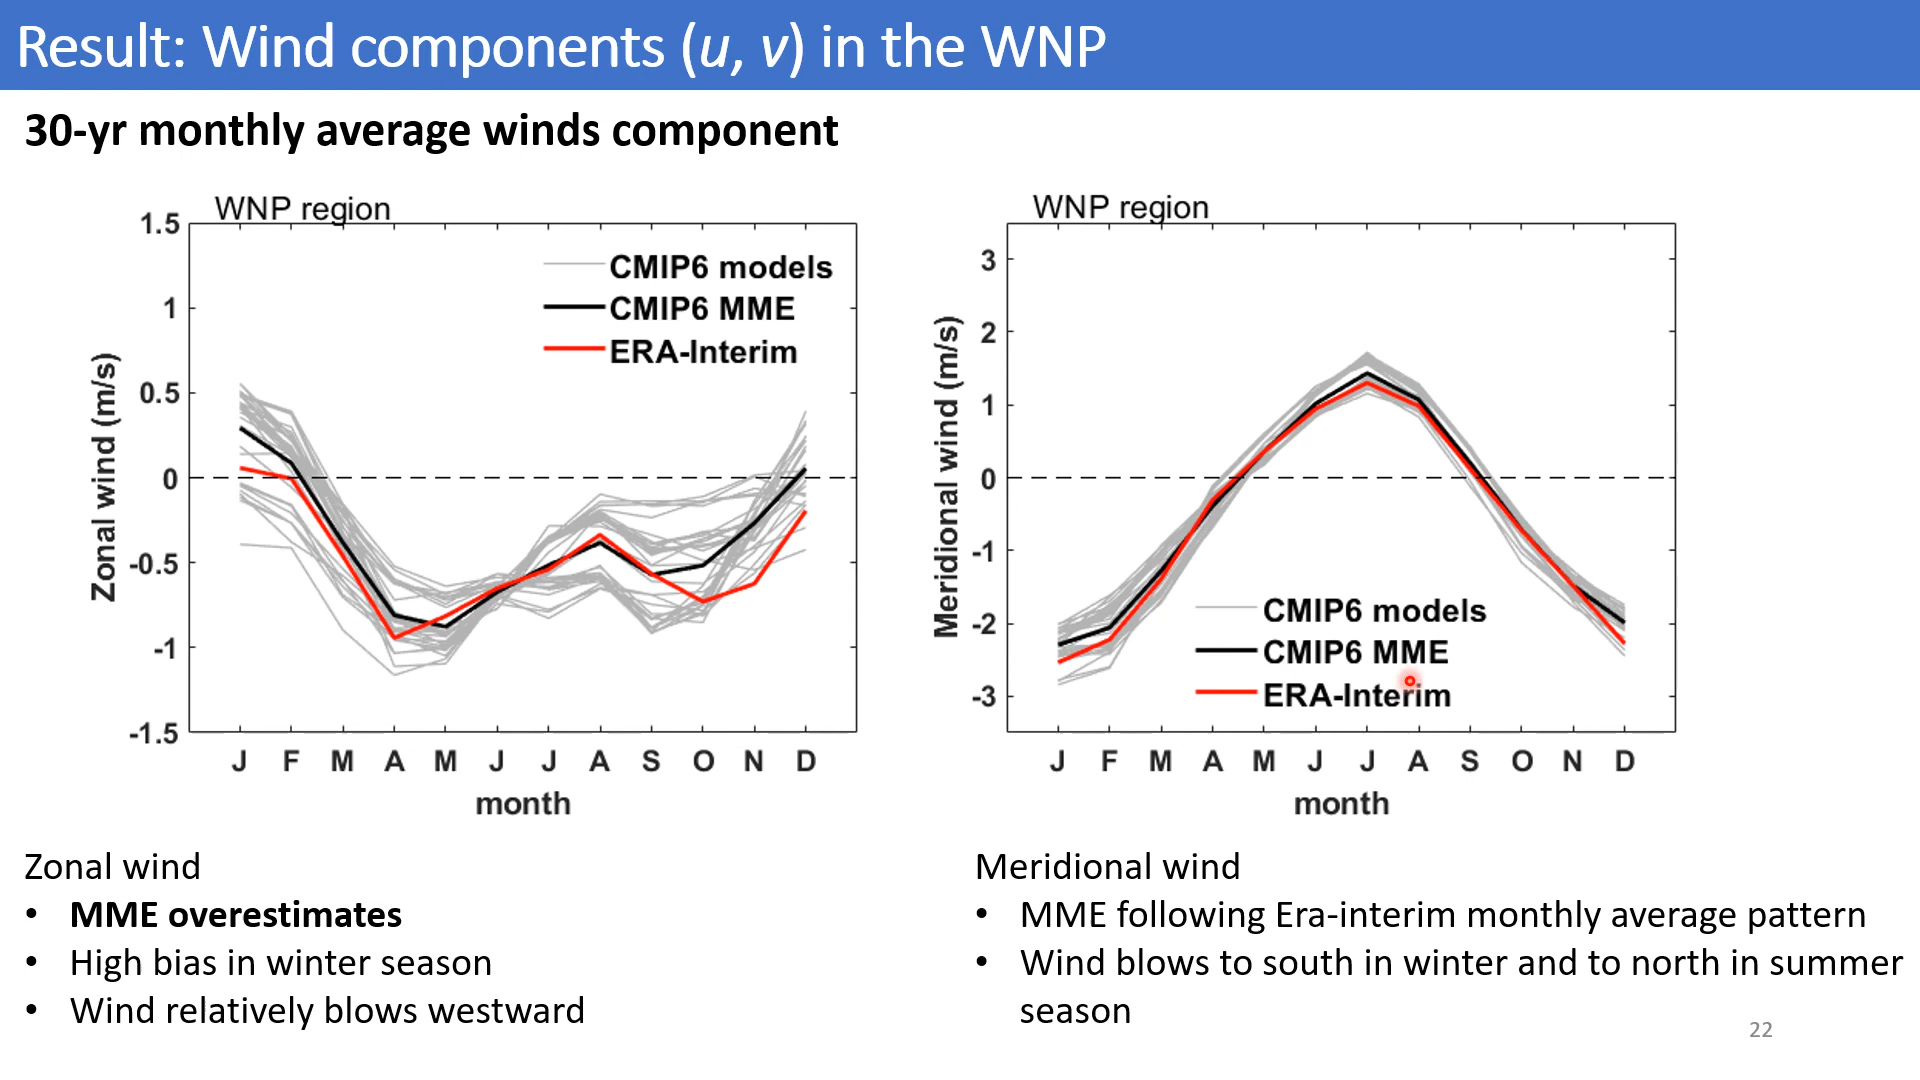 Result: Wind components (u, v) in the WNP
30-yr monthly average winds component
WNP region
1.5
1
0.5
0
-0.5
-1
-1.5
Zonal wind (m/s)
CMIP6 models
CMIP6 MME
ERA-Interim
J F M A M J J A S O N D
month
WNP region
3
2
1
0
-1
-2
-3
Meridional wind (m/s)
CMIP6 models
CMIP6 MME
ERA-Interim
J F M A M J J A S O N D
month
Zonal wind
• MME overestimates
• High bias in winter season
• Wind relatively blows westward
Meridional wind
• MME following Era-interim monthly average pattern
• Wind blows to south in winter and to north in summer
season
22